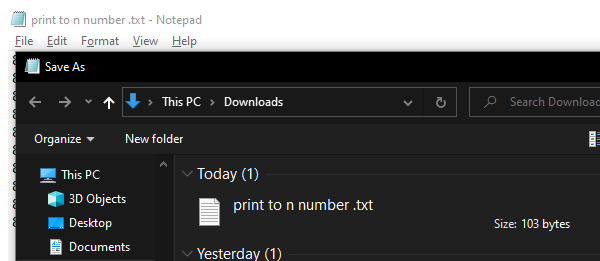 print to n number .txt - Notepad
File Edit Format View Help
Save As
This PC Downloads
Search Download
Organize New folder
This PC
3D Objects
Desktop
Documents
Today (1)
print to n number .txt
Size: 103 bytes
Yesterday (1)